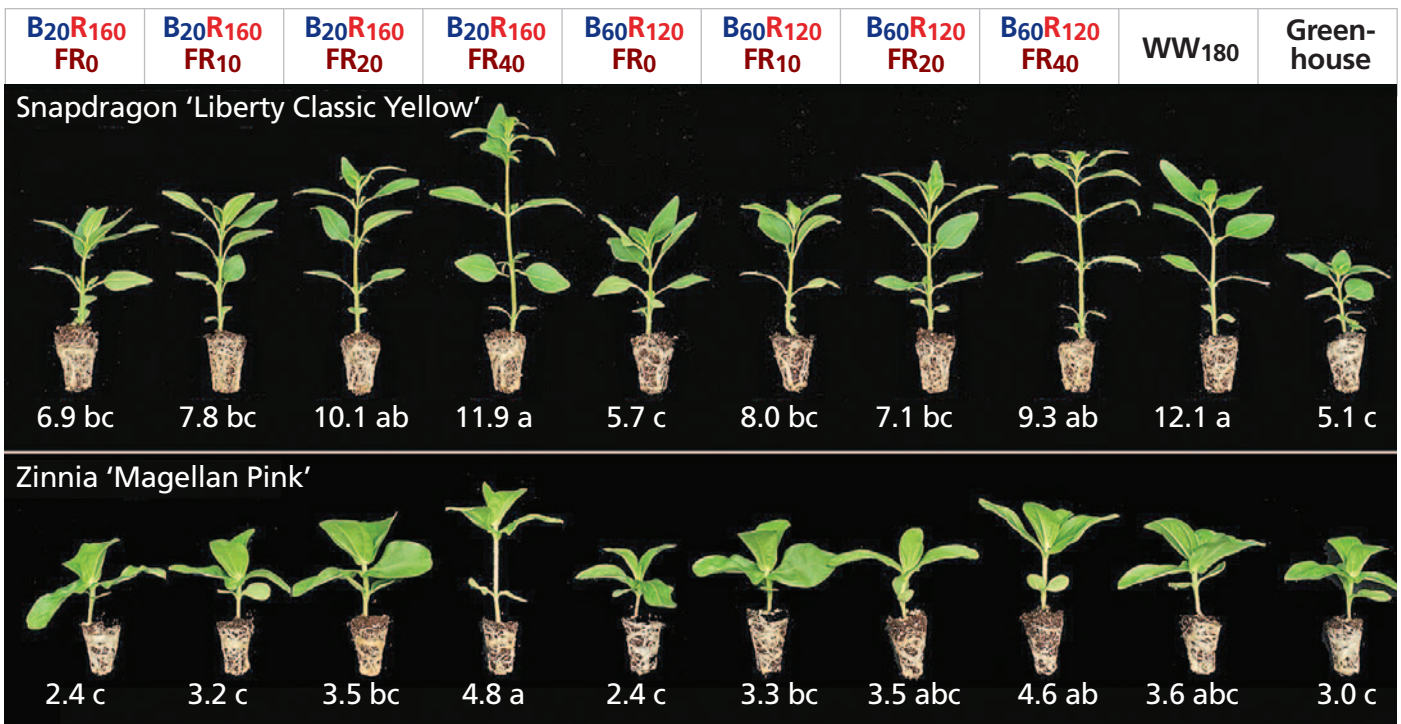 B20R160 FR0 B20R160 FR10 B20R160 FR20 B20R160 FR40 B60R120 FR0 B60R120 FR10 B60R120 FR20 B60R120 FR40 WW180 Green-house
Snapdragon ‘Liberty Classic Yellow’
6.9 bc 7.8 bc 10.1 ab 11.9 a 5.7 c 8.0 bc 7.1 bc 9.3 ab 12.1 a 5.1 c
Zinnia ‘Magellan Pink’
2.4 c 3.2 c 3.5 bc 4.8 a 2.4 c 3.3 bc 3.5 abc 4.6 ab 3.6 abc 3.0 c